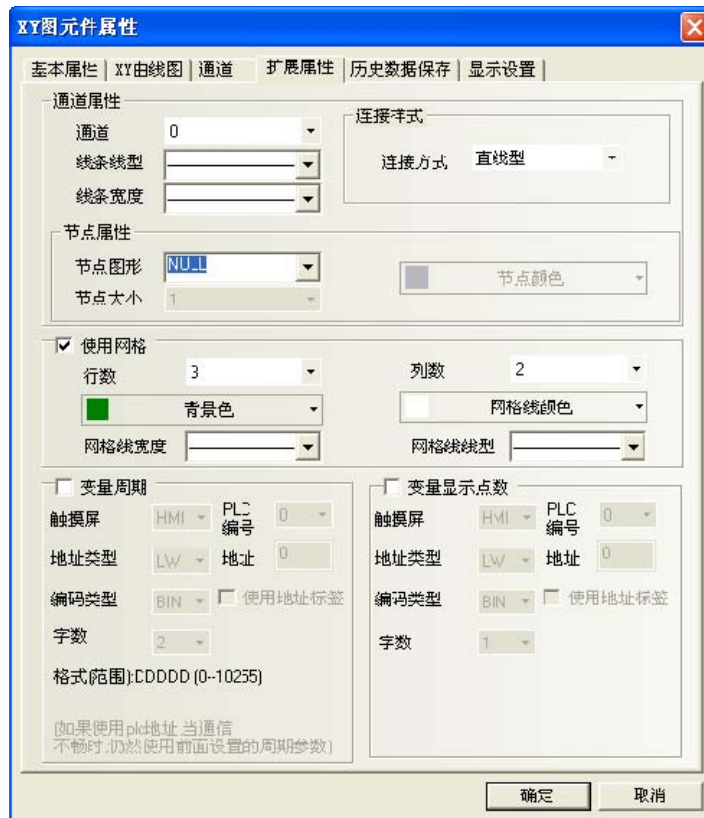 XY图元件属性
基本属性 XY曲线图 通道 扩展属性 历史数据保存 显示设置
通道属性
通道 0
线条线型
线条宽度
连接样式
连接方式 直线型
节点属性
节点图形 NULL
节点大小 1
节点颜色
使用网格
行数 3 列数 2
背景色 网格线颜色
网格线宽度 网格线线型
变量周期
触摸屏 HMI PLC编号 0
地址类型 LW 地址 0
编码类型 BIN 使用地址标签
字数 2
格式(范围):DDDDD (0--10255)
(如果使用plc地址,当通信
不畅时,仍然使用前面设置的周期参数)
变量显示点数
触摸屏 HMI PLC编号 0
地址类型 LW 地址 0
编码类型 BIN 使用地址标签
字数 1
确定 取消